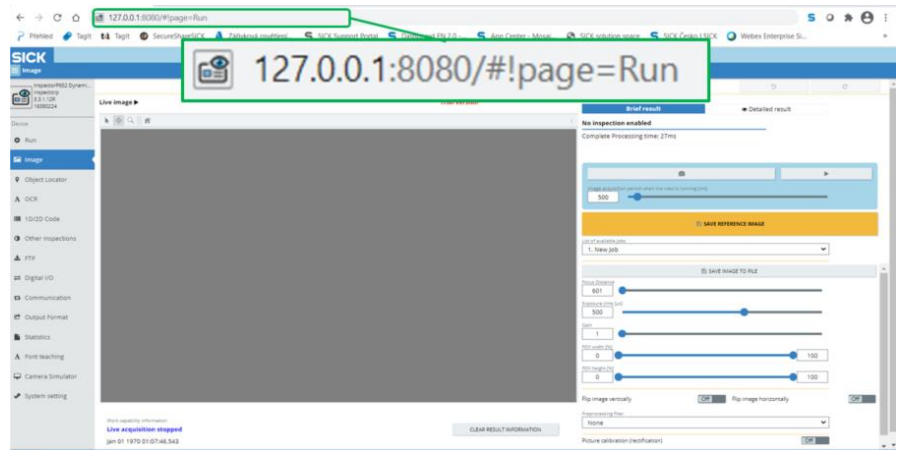 127.0.0.1:8080/#!page=Run
Přehled
TagIt
TagIt
SecureShareSICK
SICK Support Portal
SICK solution space
SICK Česko | SICK
Webex Enterprise Si...
127.0.0.1:8080/#!page=Run
SICK
Image
InspectorP652 Dynami...
Inspectorp
Live image
Brief result
Detailed result
Device
No inspection enabled
Complete Processing time: 27ms
Run
Image
Object Locator
OCR
1D/2D Code
Other Inspections
FTP
Digital I/O
Communication
Output Format
Statistics
Font teaching
Camera Simulator
System setting
500
SAVE REFERENCE IMAGE
List of available jobs
1. New Job
SAVE IMAGE TO FILE
Focus Distance
601
500
Gain
1
ROI width [%]
0
100
ROI height [%]
0
100
Flip image vertically
Off
Flip image horizontally
Off
Preprocessing filter
None
Picture calibration (rectification)
Off
Live acquisition stopped
CLEAR RESULT INFORMATION
Jan 01 1970 01:07:46.543